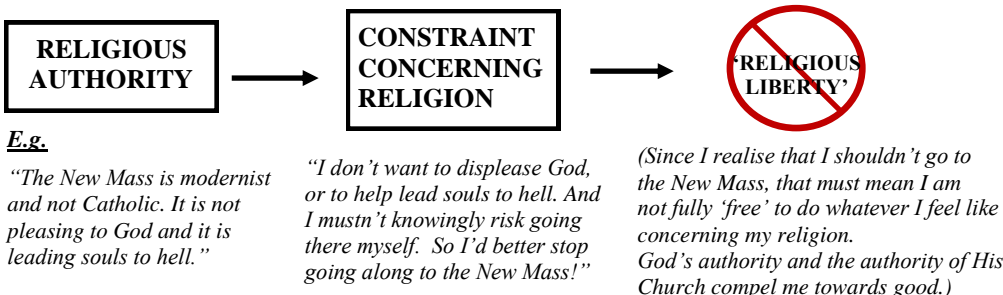 RELIGIOUS
AUTHORITY
CONSTRAINT
CONCERNING
RELIGION
‘RELIGIOUS
LIBERTY’
E.g.
“The New Mass is modernist
and not Catholic. It is not
pleasing to God and it is
leading souls to hell.”
“I don’t want to displease God,
or to help lead souls to hell. And
I mustn’t knowingly risk going
there myself.  So I’d better stop
going along to the New Mass!”
(Since I realise that I shouldn’t go to
the New Mass, that must mean I am
not fully ‘free’ to do whatever I feel like
concerning my religion.
God’s authority and the authority of His
Church compel me towards good.)